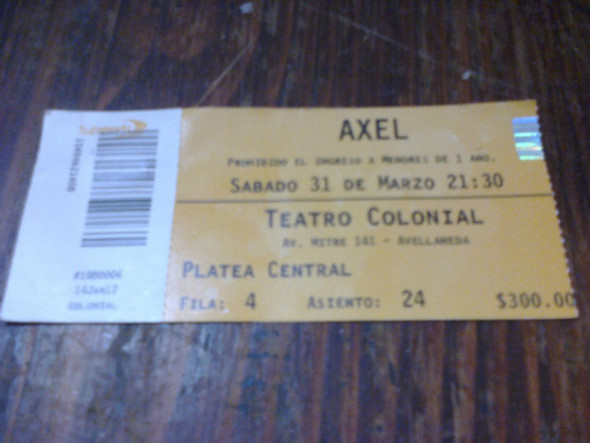 AXEL
PROHIBIDO EL INGRESO A MENORES DE 1 AÑO.
SABADO 31 DE MARZO 21:30
TEATRO COLONIAL
AV. MITRE 141 - AVELLANEDA
PLATEA CENTRAL
FILA: 4 ASIENTO: 24 $300.00
COLONIAL